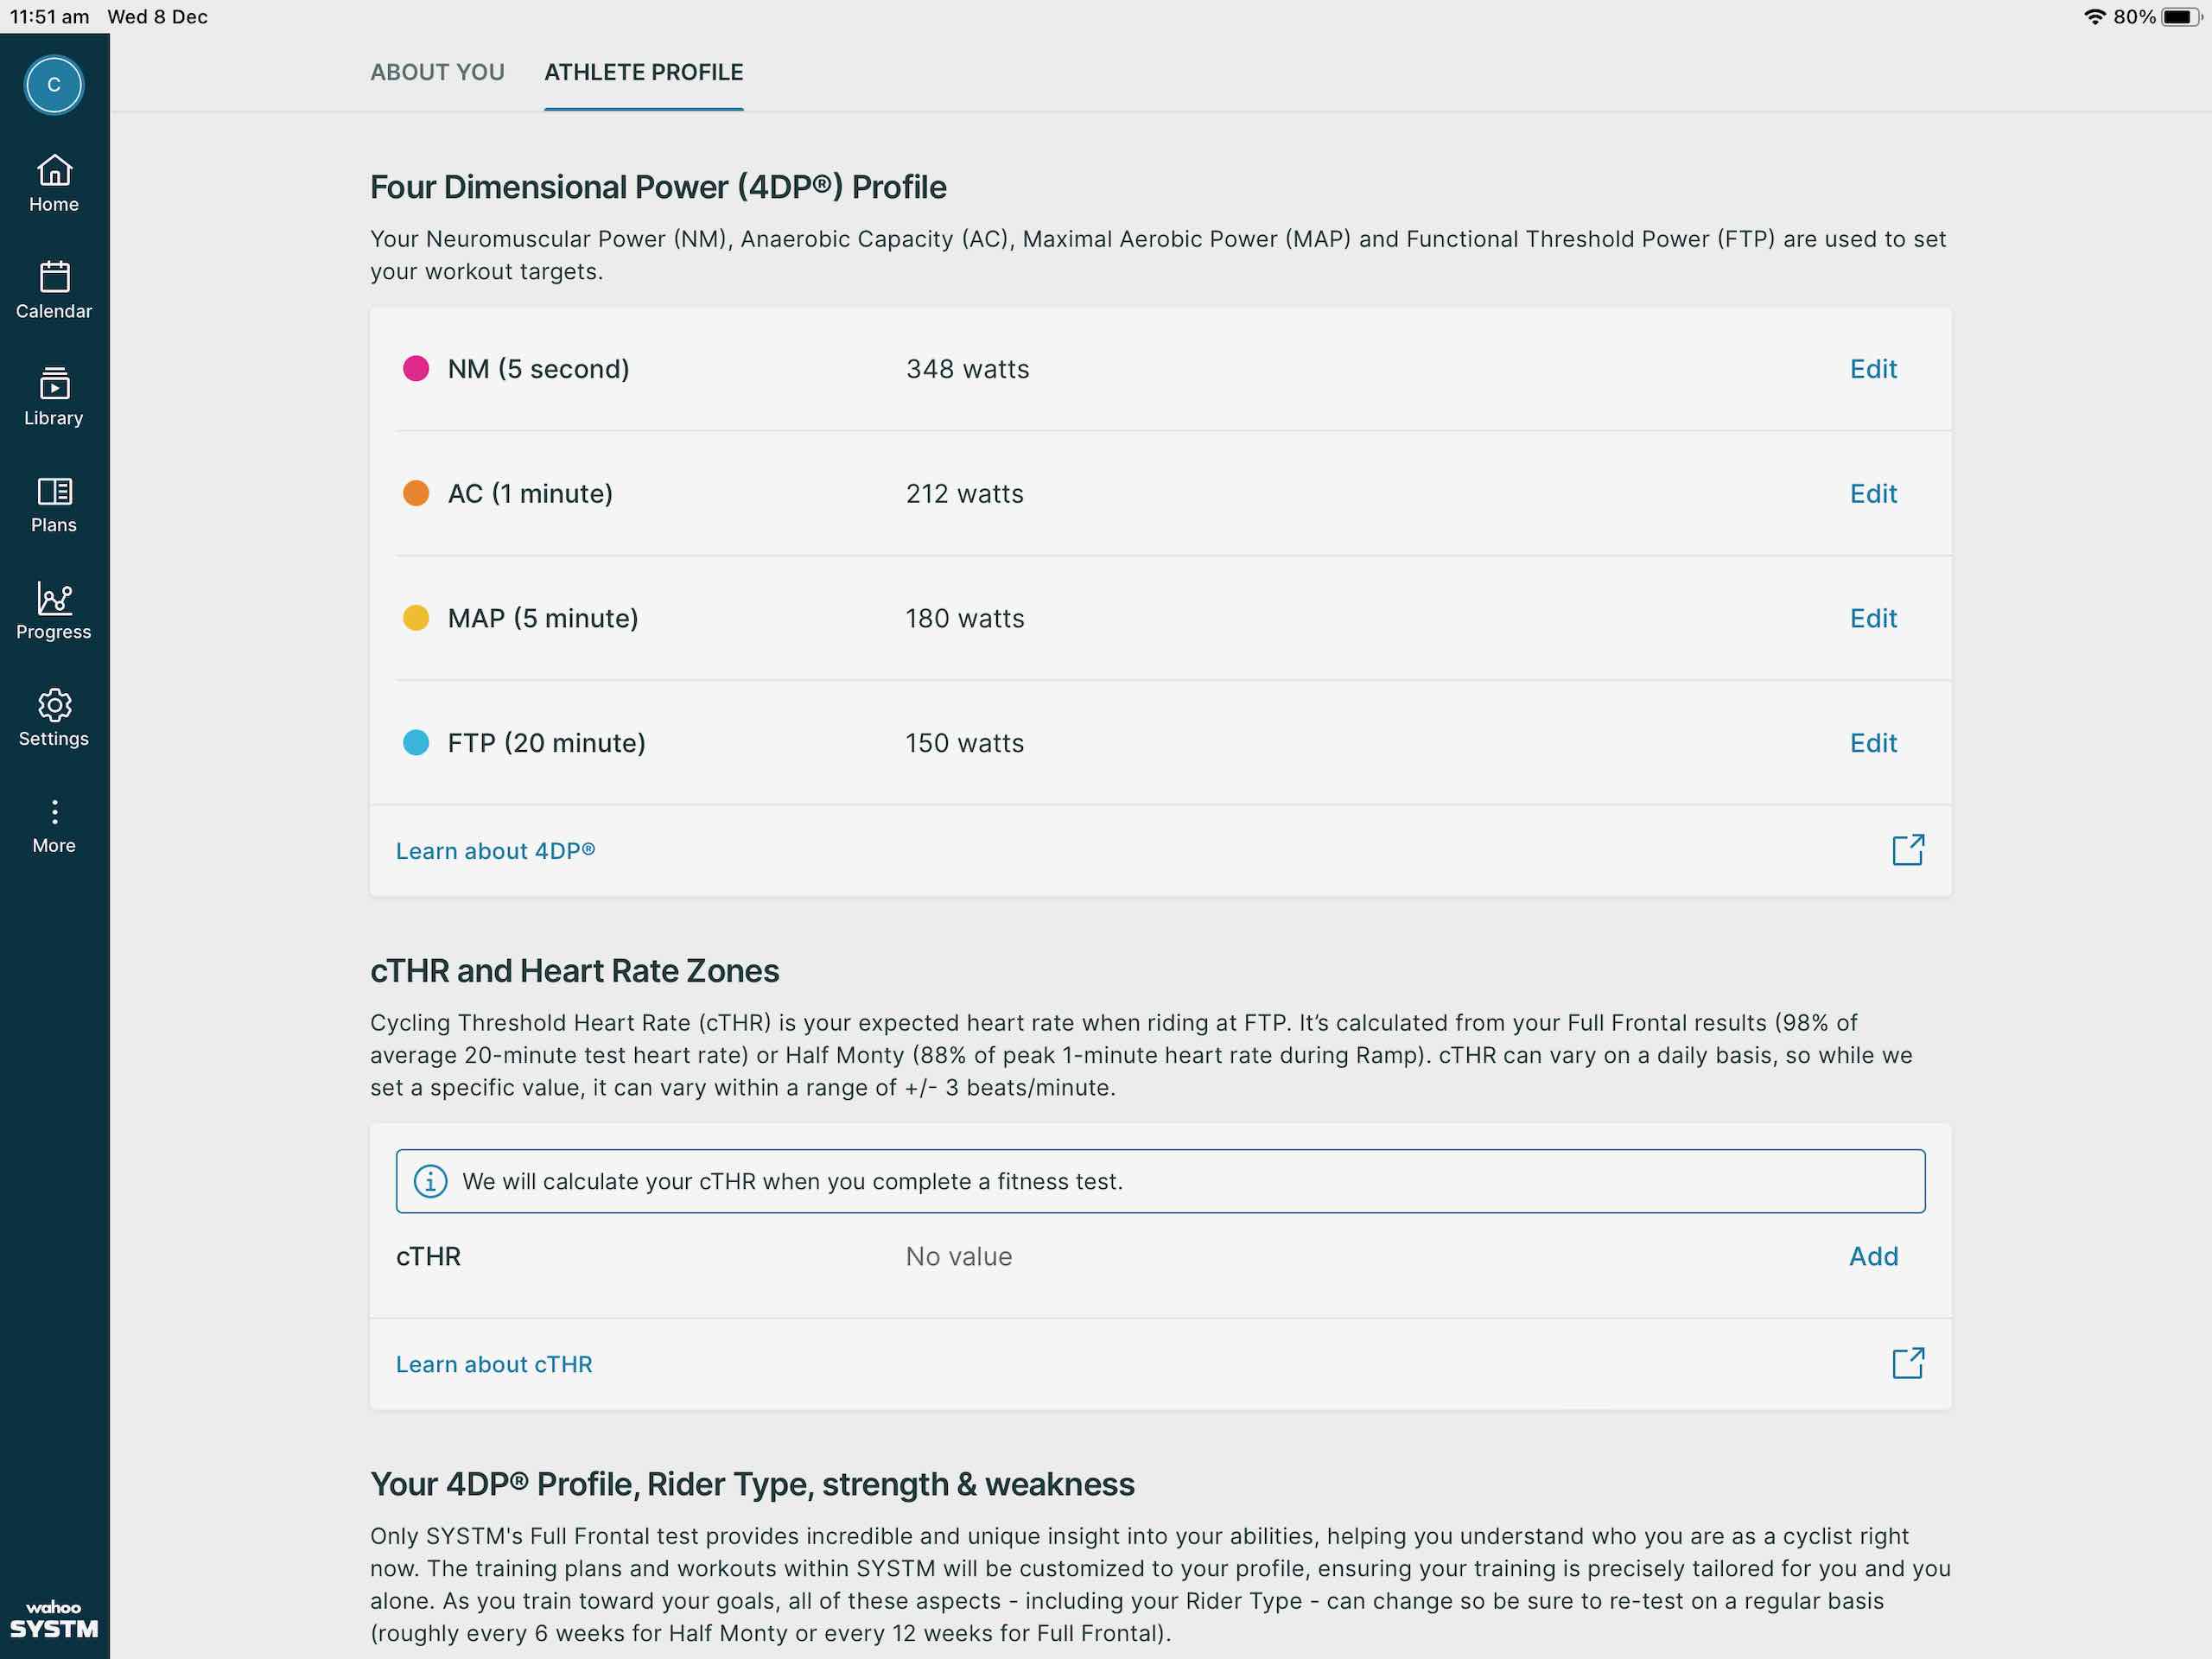 11:51 am Wed 8 Dec
80%
C
Home
Calendar
Library
Plans
Progress
Settings
More
wahoo
SYSTM
ABOUT YOU
ATHLETE PROFILE
Four Dimensional Power (4DP®) Profile
Your Neuromuscular Power (NM), Anaerobic Capacity (AC), Maximal Aerobic Power (MAP) and Functional Threshold Power (FTP) are used to set
your workout targets.
NM (5 second) 348 watts Edit
AC (1 minute) 212 watts Edit
MAP (5 minute) 180 watts Edit
FTP (20 minute) 150 watts Edit
Learn about 4DP®
cTHR and Heart Rate Zones
Cycling Threshold Heart Rate (cTHR) is your expected heart rate when riding at FTP. It’s calculated from your Full Frontal results (98% of
average 20-minute test heart rate) or Half Monty (88% of peak 1-minute heart rate during Ramp). cTHR can vary on a daily basis, so while we
set a specific value, it can vary within a range of +/- 3 beats/minute.
We will calculate your cTHR when you complete a fitness test.
cTHR No value Add
Learn about cTHR
Your 4DP® Profile, Rider Type, strength & weakness
Only SYSTM's Full Frontal test provides incredible and unique insight into your abilities, helping you understand who you are as a cyclist right
now. The training plans and workouts within SYSTM will be customized to your profile, ensuring your training is precisely tailored for you and you
alone. As you train toward your goals, all of these aspects - including your Rider Type - can change so be sure to re-test on a regular basis
(roughly every 6 weeks for Half Monty or every 12 weeks for Full Frontal).